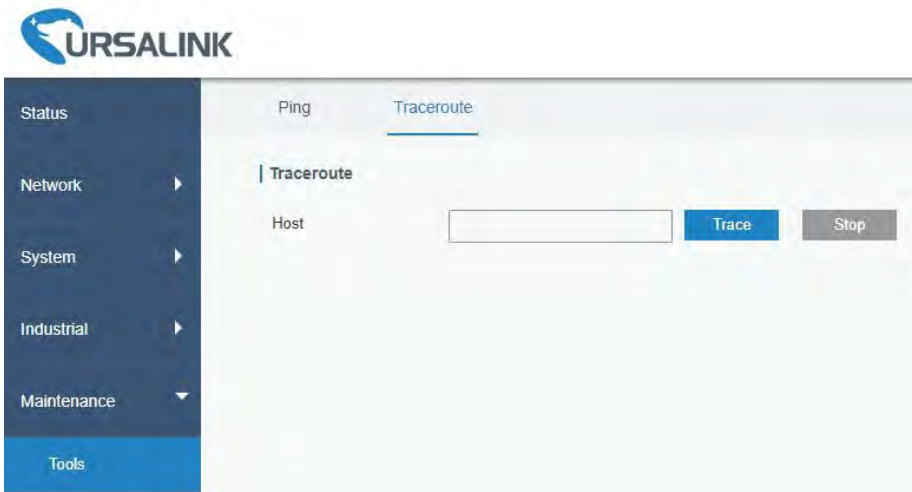 URSALINK
Status
Ping Traceroute
Traceroute
Network
Host Trace Stop
System
Industrial
Maintenance
Tools